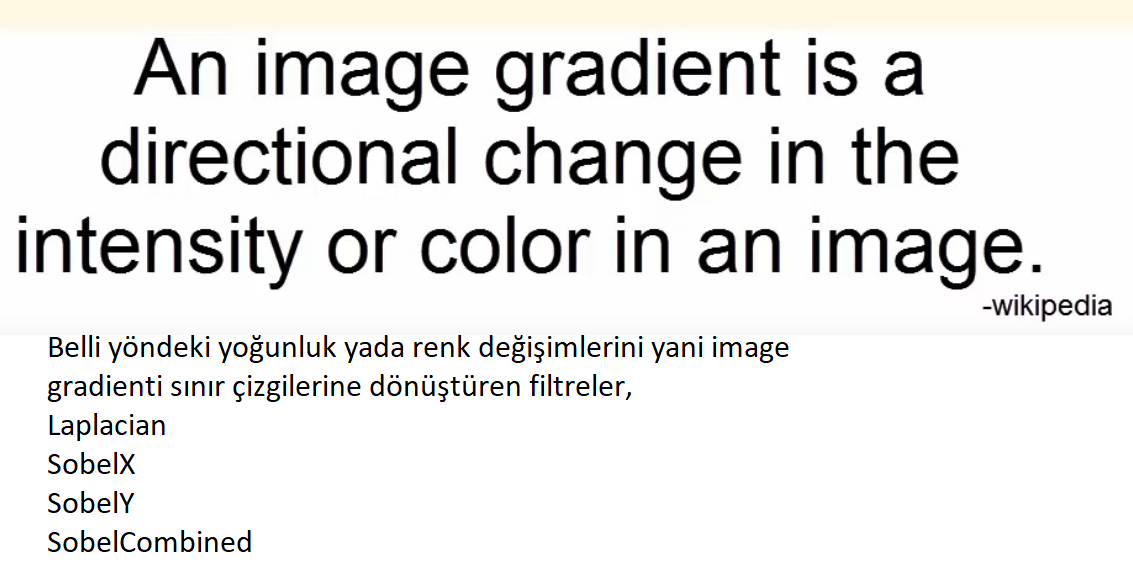 An image gradient is a
directional change in the
intensity or color in an image.
-wikipedia
Belli yöndeki yoğunluk yada renk değişimlerini yani image
gradienti sınır çizgilerine dönüştüren filtreler,
Laplacian
SobelX
SobelY
SobelCombined